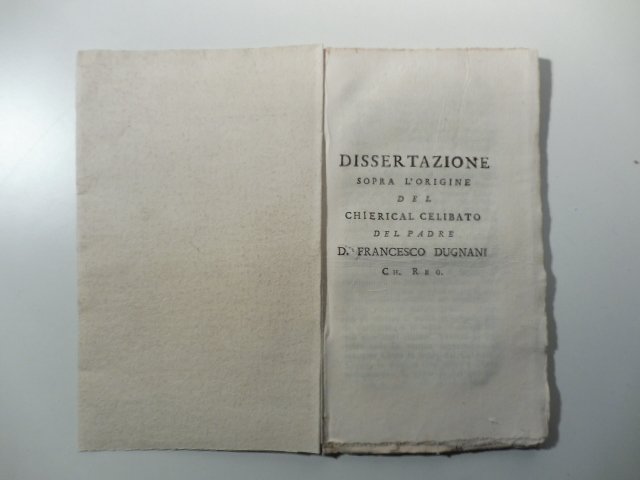 DISSERTAZIONE
SOPRA L'ORIGINE
DEL
CHIERICAL CELIBATO
DEL PADRE
D. FRANCESCO DUGNANI
CH. REG.